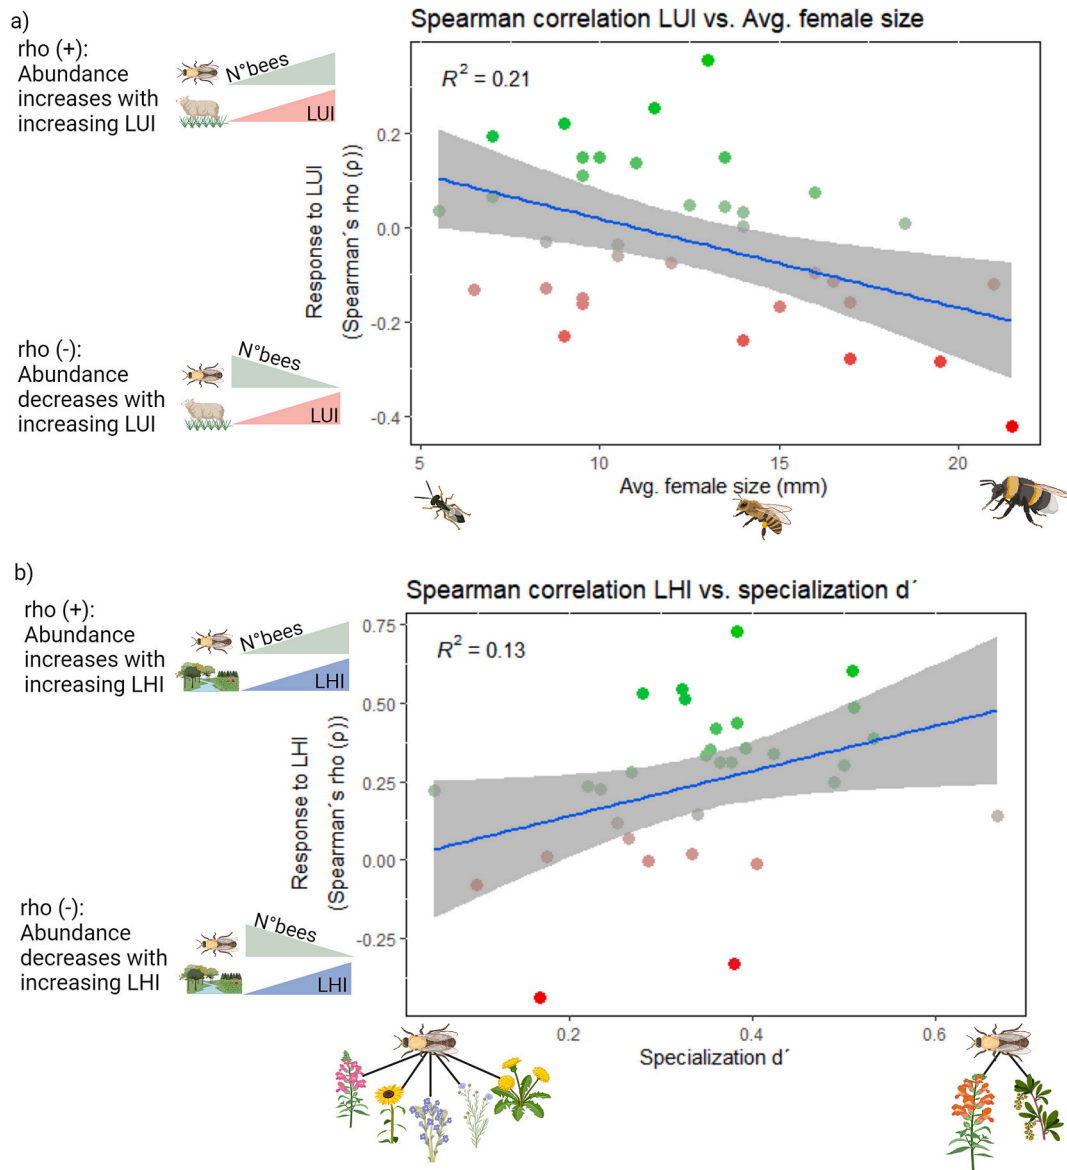 a)
Spearman correlation LUI vs. Avg. female size
rho (+):
Abundance
increases with
increasing LUI
N°bees
LUI
R² = 0.21
Response to LUI
(Spearman´s rho (ρ))
0.2
0.0
-0.2
-0.4
rho (-):
Abundance
decreases with
increasing LUI
N°bees
LUI
5
10
15
20
Avg. female size (mm)
b)
Spearman correlation LHI vs. specialization d´
rho (+):
Abundance
increases with
increasing LHI
N°bees
LHI
R² = 0.13
Response to LHI
(Spearman´s rho (ρ))
0.75
0.50
0.25
0.00
-0.25
rho (-):
Abundance
decreases with
increasing LHI
N°bees
LHI
0.2
0.4
0.6
Specialization d´